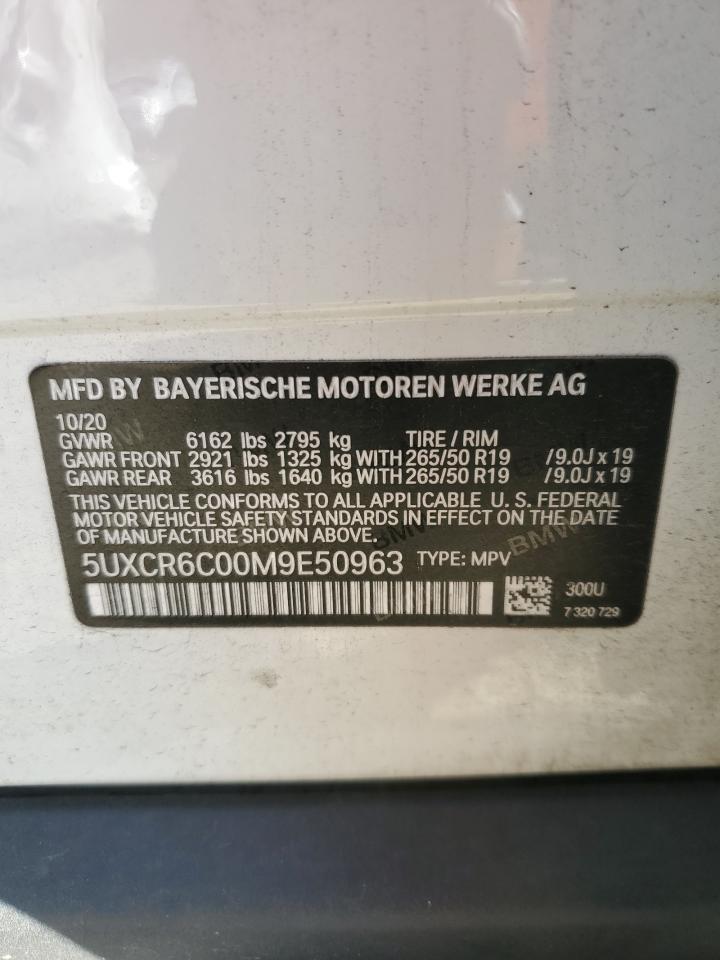 MFD BY BAYERISCHE MOTOREN WERKE AG
10/20
GVWR 6162 lbs 2795 kg TIRE / RIM
GAWR FRONT 2921 lbs 1325 kg WITH 265/50 R19 / 9.0J x 19
GAWR REAR 3616 lbs 1640 kg WITH 265/50 R19 / 9.0J x 19
THIS VEHICLE CONFORMS TO ALL APPLICABLE U. S. FEDERAL
MOTOR VEHICLE SAFETY STANDARDS IN EFFECT ON THE DATE
OF MANUFACTURE SHOWN ABOVE.
5UXCR6C00M9E50963 TYPE: MPV
300U
7 320 729
BMW
BMW